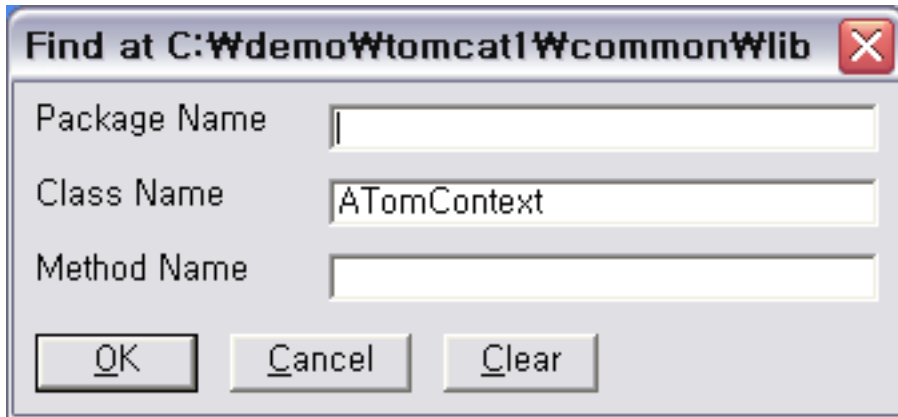 Find at C:₩demo₩tomcat1₩common₩lib
Package Name
Class Name ATomContext
Method Name
OK Cancel Clear